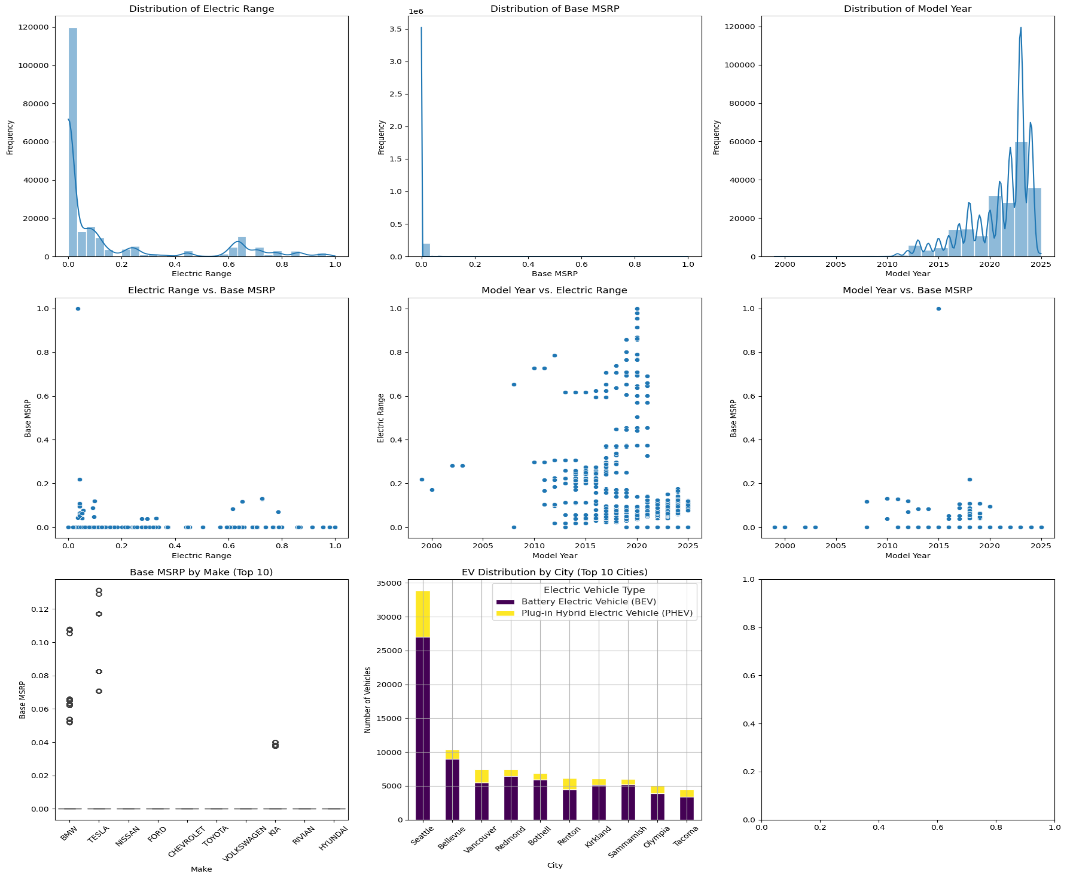 Distribution of Electric Range
Frequency
120000
100000
80000
60000
40000
20000
0
0.0 0.2 0.4 0.6 0.8 1.0
Electric Range
Distribution of Base MSRP
1e6
Frequency
3.5
3.0
2.5
2.0
1.5
1.0
0.5
0.0
0.0 0.2 0.4 0.6 0.8 1.0
Base MSRP
Distribution of Model Year
Frequency
120000
100000
80000
60000
40000
20000
0
2000 2005 2010 2015 2020 2025
Model Year
Electric Range vs. Base MSRP
Base MSRP
1.0
0.8
0.6
0.4
0.2
0.0
0.0 0.2 0.4 0.6 0.8 1.0
Electric Range
Model Year vs. Electric Range
Electric Range
1.0
0.8
0.6
0.4
0.2
0.0
2000 2005 2010 2015 2020 2025
Model Year
Model Year vs. Base MSRP
Base MSRP
1.0
0.8
0.6
0.4
0.2
0.0
2000 2005 2010 2015 2020 2025
Model Year
Base MSRP by Make (Top 10)
Base MSRP
0.12
0.10
0.08
0.06
0.04
0.02
0.00
BMW TESLA NISSAN FORD CHEVROLET TOYOTA VOLKSWAGEN KIA RIVIAN HYUNDAI
Make
EV Distribution by City (Top 10 Cities)
Electric Vehicle Type
Battery Electric Vehicle (BEV)
Plug-in Hybrid Electric Vehicle (PHEV)
Number of Vehicles
35000
30000
25000
20000
15000
10000
5000
0
Seattle Bellevue Vancouver Redmond Bothell Renton Kirkland Sammamish Olympia Tacoma
City
1.0
0.8
0.6
0.4
0.2
0.0
0.0 0.2 0.4 0.6 0.8 1.0